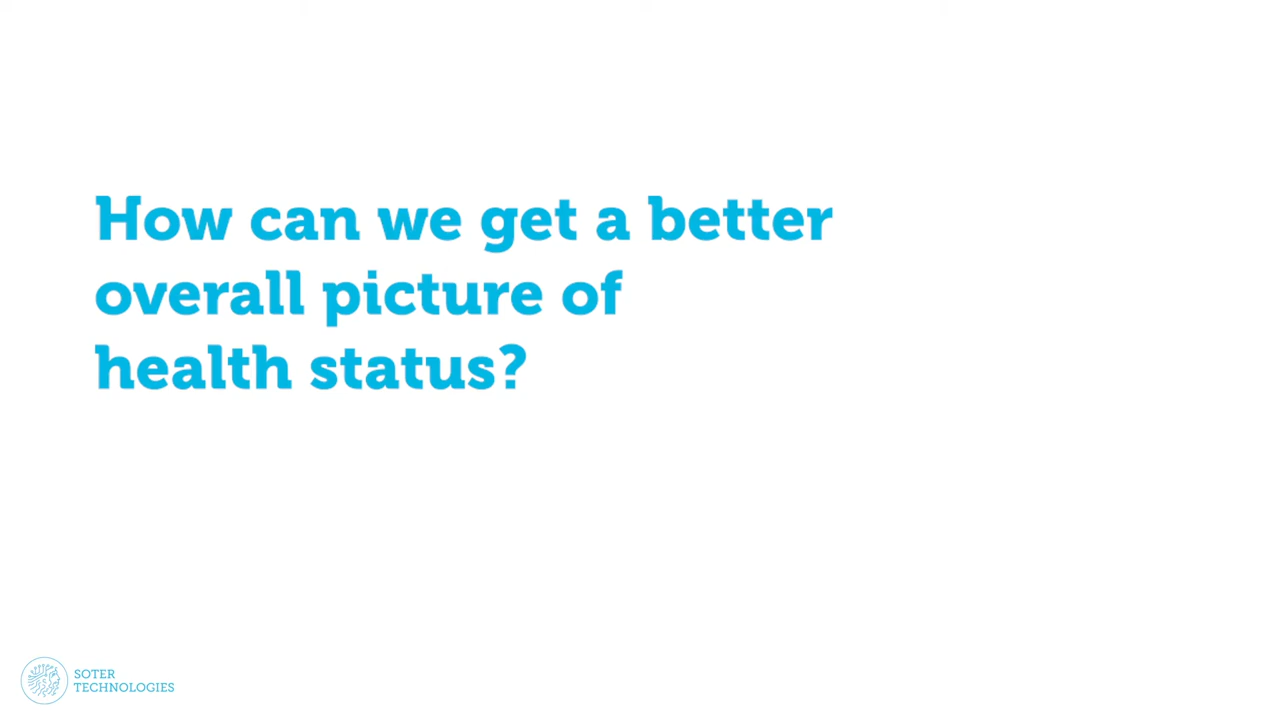 How can we get a better
overall picture of
health status?
SOTER
TECHNOLOGIES